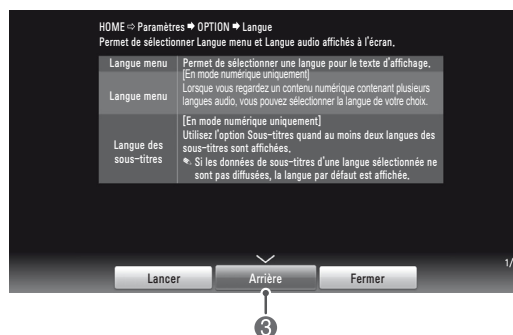 HOME ⇨ Paramètres ➡ OPTION ➡ Langue
Permet de sélectionner Langue menu et Langue audio affichés à l'écran.
Langue menu
Permet de sélectionner une langue pour le texte d'affichage.
Langue menu
[En mode numérique uniquement]
Lorsque vous regardez un contenu numérique contenant plusieurs
langues audio, vous pouvez sélectionner la langue de votre choix.
Langue des
sous-titres
[En mode numérique uniquement]
Utilisez l'option Sous-titres quand au moins deux langues des
sous-titres sont affichées.
✎ Si les données de sous-titres d'une langue sélectionnée ne
sont pas diffusées, la langue par défaut est affichée.
1/
Lancer
Arrière
Fermer
3